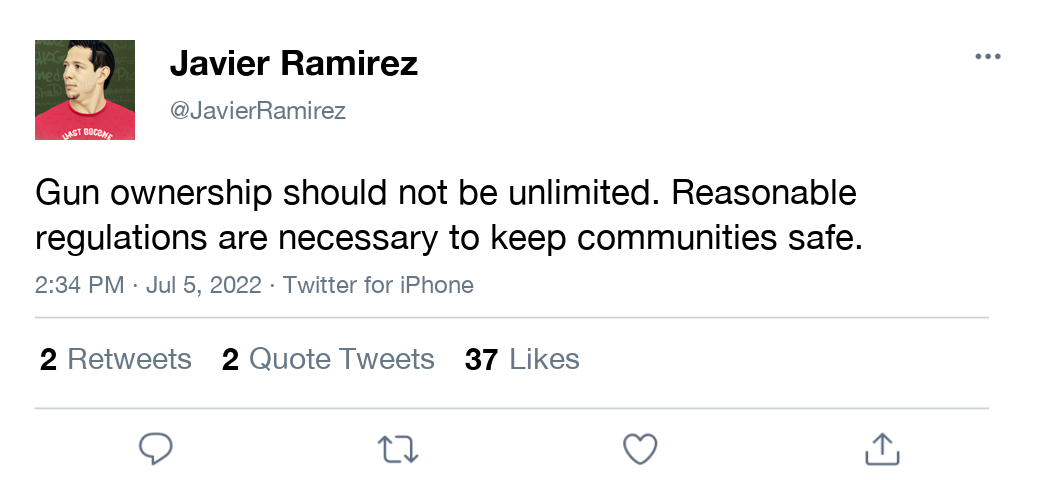 Javier Ramirez
@JavierRamirez
Gun ownership should not be unlimited. Reasonable
regulations are necessary to keep communities safe.
2:34 PM · Jul 5, 2022 · Twitter for iPhone
2 Retweets 2 Quote Tweets 37 Likes